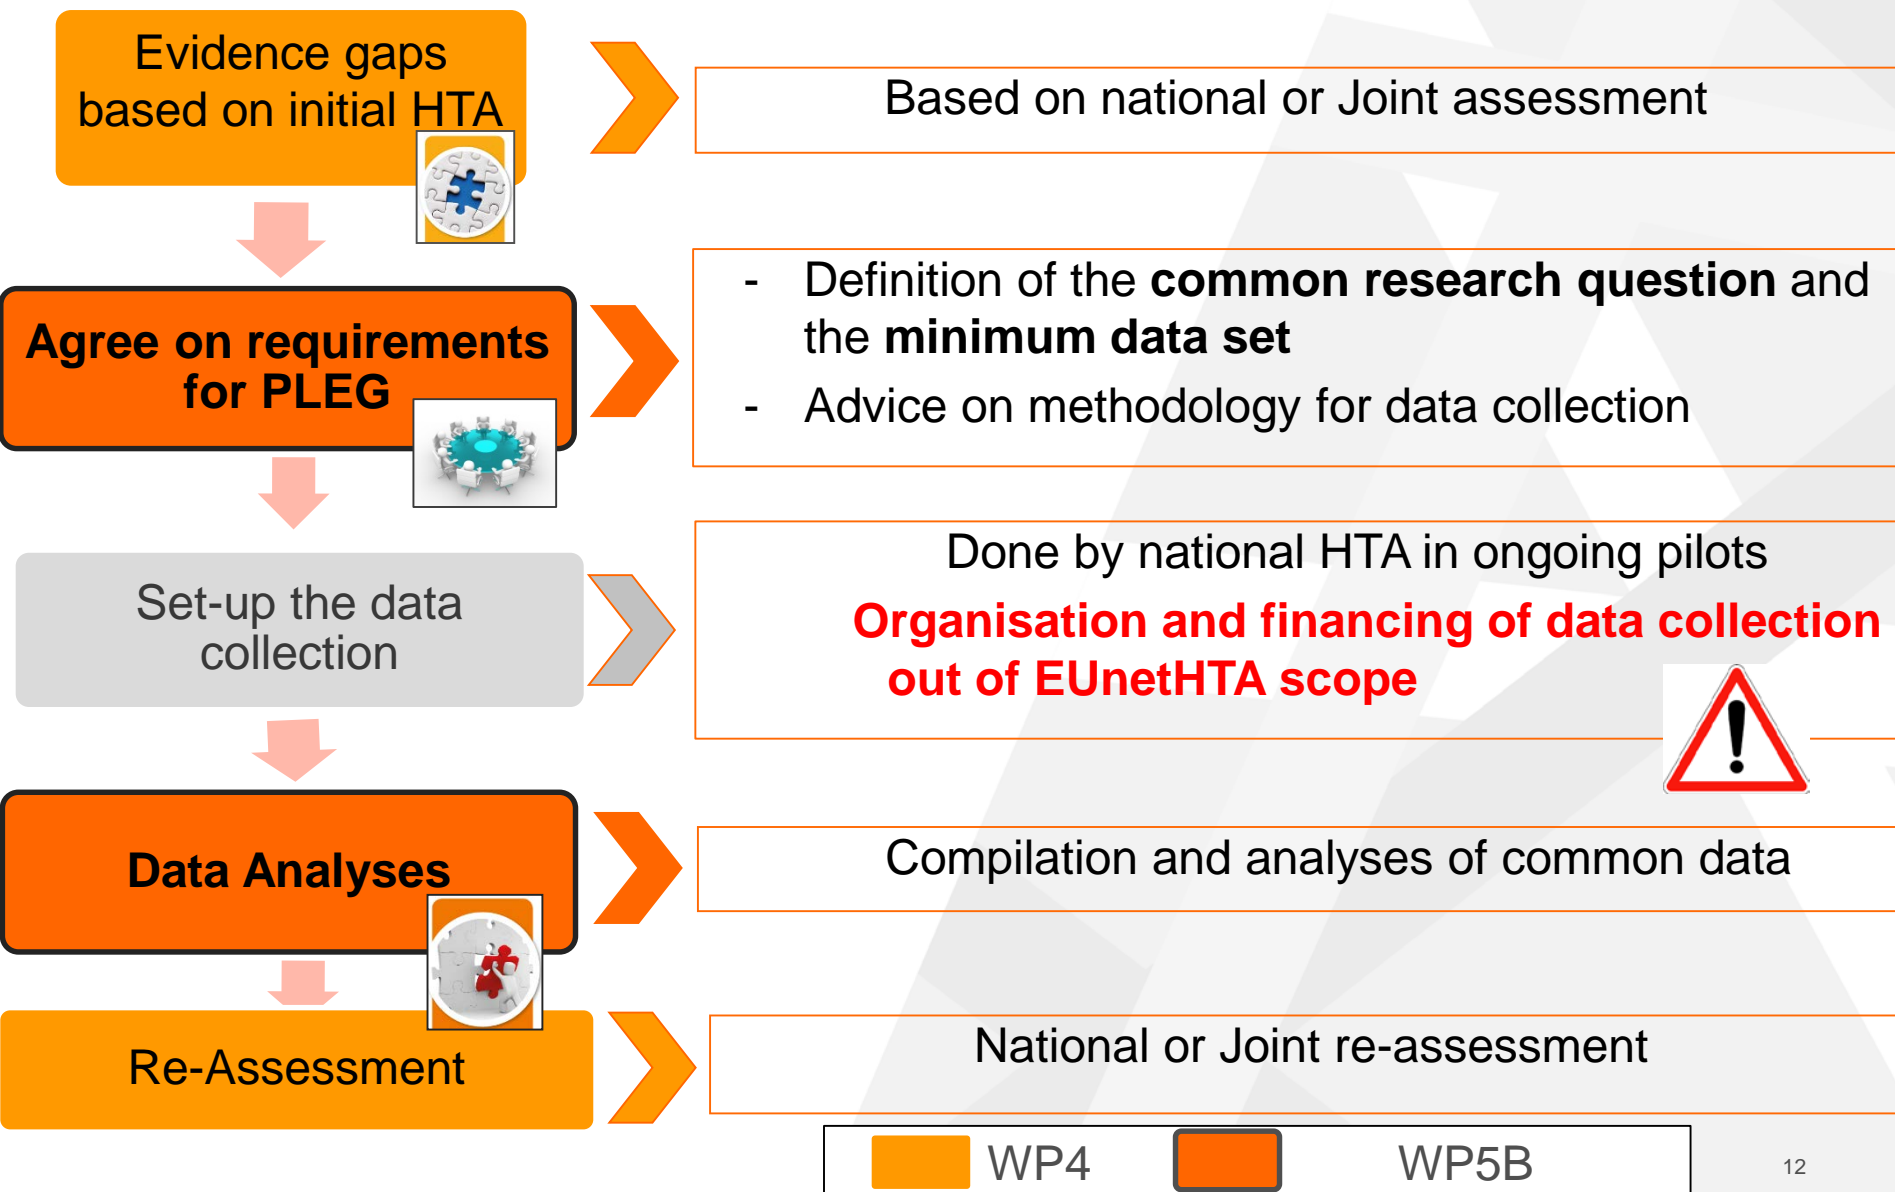 Evidence gaps
based on initial HTA
Based on national or Joint assessment
Agree on requirements
for PLEG
- Definition of the common research question and
the minimum data set
- Advice on methodology for data collection
Set-up the data
collection
Done by national HTA in ongoing pilots
Organisation and financing of data collection
out of EUnetHTA scope
Data Analyses
Compilation and analyses of common data
Re-Assessment
National or Joint re-assessment
WP4
WP5B
12